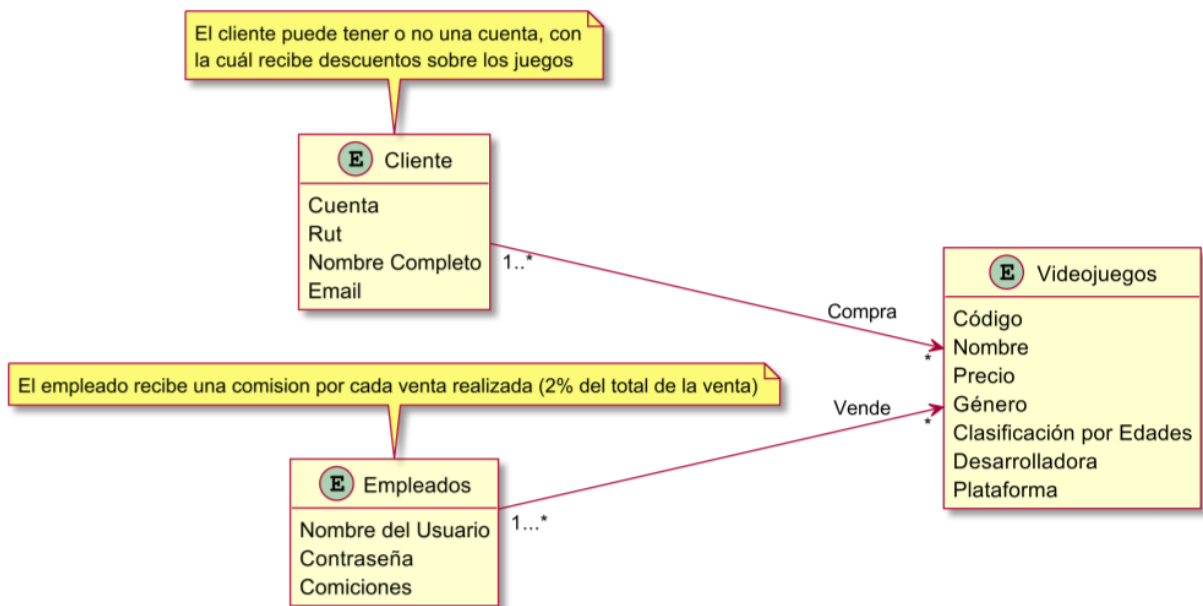 El cliente puede tener o no una cuenta, con
la cuál recibe descuentos sobre los juegos
E Cliente
Cuenta
Rut
Nombre Completo
Email
1..*
Compra
*
E Videojuegos
Código
Nombre
Precio
Género
Clasificación por Edades
Desarrolladora
Plataforma
El empleado recibe una comision por cada venta realizada (2% del total de la venta)
Vende
*
E Empleados
Nombre del Usuario
Contraseña
Comiciones
1...*